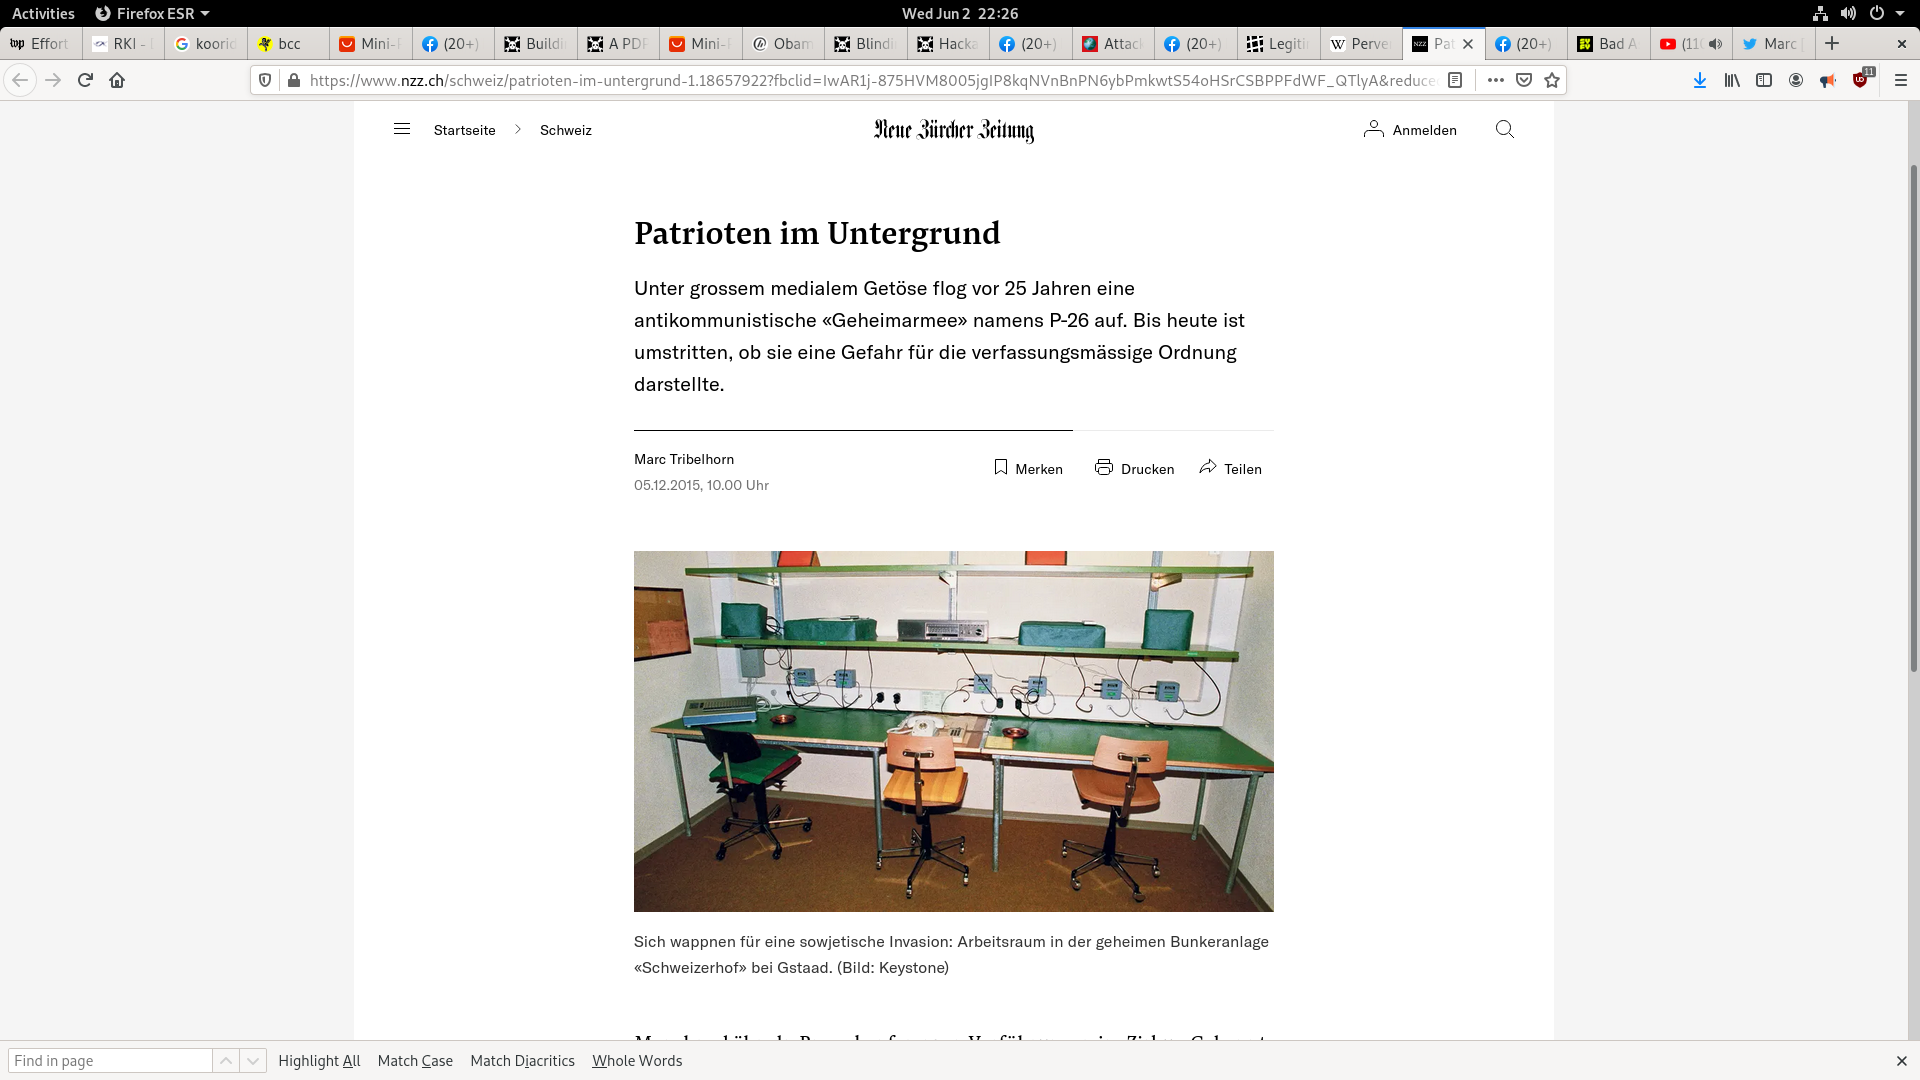 Activities Firefox ESR Wed Jun 2 22:26
Effort RKI - koorid bcc Mini-F (20+) Buildi A PDF Mini-F Obam Blindi Hacka (20+) Attac (20+) Legiti W Perve NZZ Pat (20+) Bad A (110 Marc
https://www.nzz.ch/schweiz/patrioten-im-untergrund-1.18657922?fbclid=IwAR1j-875HVM8005jgIP8kqNVnBnPN6ybPmkwtS54oHSrCSBPPFdWF_QTlyA&reduce 11
Startseite Schweiz Neue Zürcher Zeitung Anmelden
Patrioten im Untergrund
Unter grossem medialem Getöse flog vor 25 Jahren eine
antikommunistische «Geheimarmee» namens P-26 auf. Bis heute ist
umstritten, ob sie eine Gefahr für die verfassungsmässige Ordnung
darstellte.
Marc Tribelhorn
05.12.2015, 10.00 Uhr
Merken Drucken Teilen
Sich wappnen für eine sowjetische Invasion: Arbeitsraum in der geheimen Bunkeranlage
«Schweizerhof» bei Gstaad. (Bild: Keystone)
Find in page Highlight All Match Case Match Diacritics Whole Words